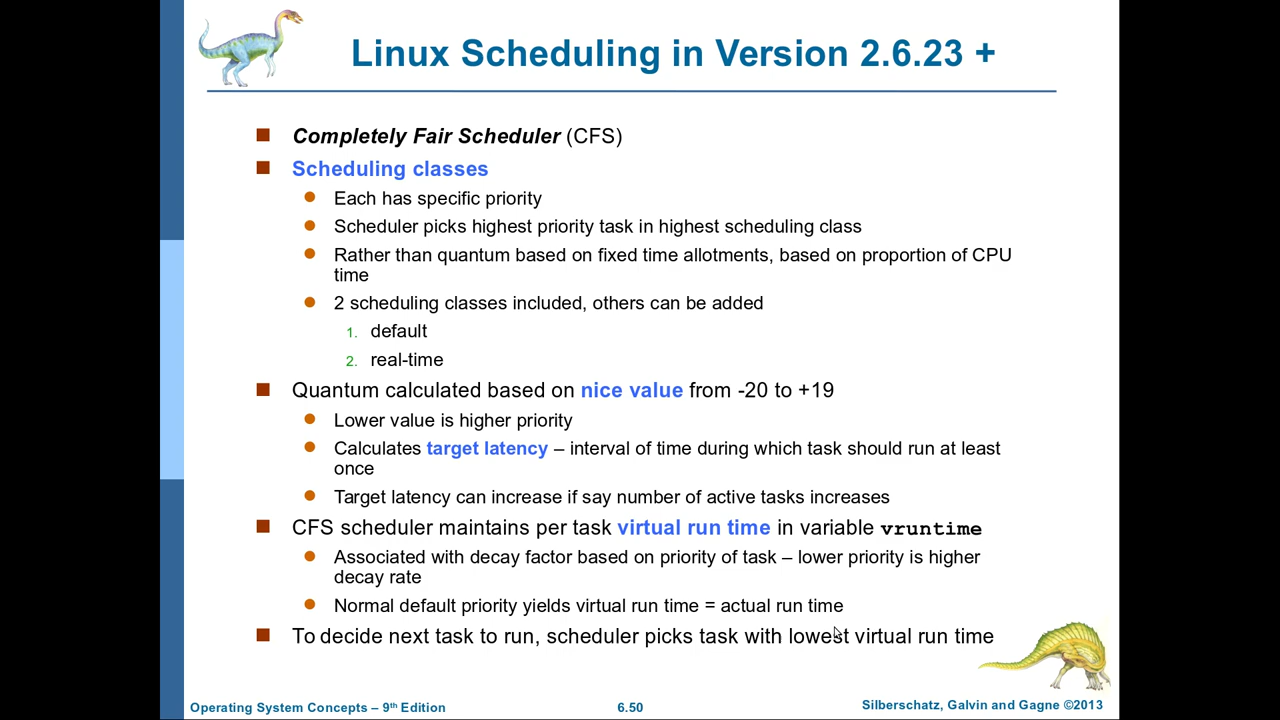 Linux Scheduling in Version 2.6.23 +
Completely Fair Scheduler (CFS)
Scheduling classes
Each has specific priority
Scheduler picks highest priority task in highest scheduling class
Rather than quantum based on fixed time allotments, based on proportion of CPU
time
2 scheduling classes included, others can be added
1. default
2. real-time
Quantum calculated based on nice value from -20 to +19
Lower value is higher priority
Calculates target latency – interval of time during which task should run at least
once
Target latency can increase if say number of active tasks increases
CFS scheduler maintains per task virtual run time in variable vruntime
Associated with decay factor based on priority of task – lower priority is higher
decay rate
Normal default priority yields virtual run time = actual run time
To decide next task to run, scheduler picks task with lowest virtual run time
Operating System Concepts – 9th Edition
6.50
Silberschatz, Galvin and Gagne ©2013